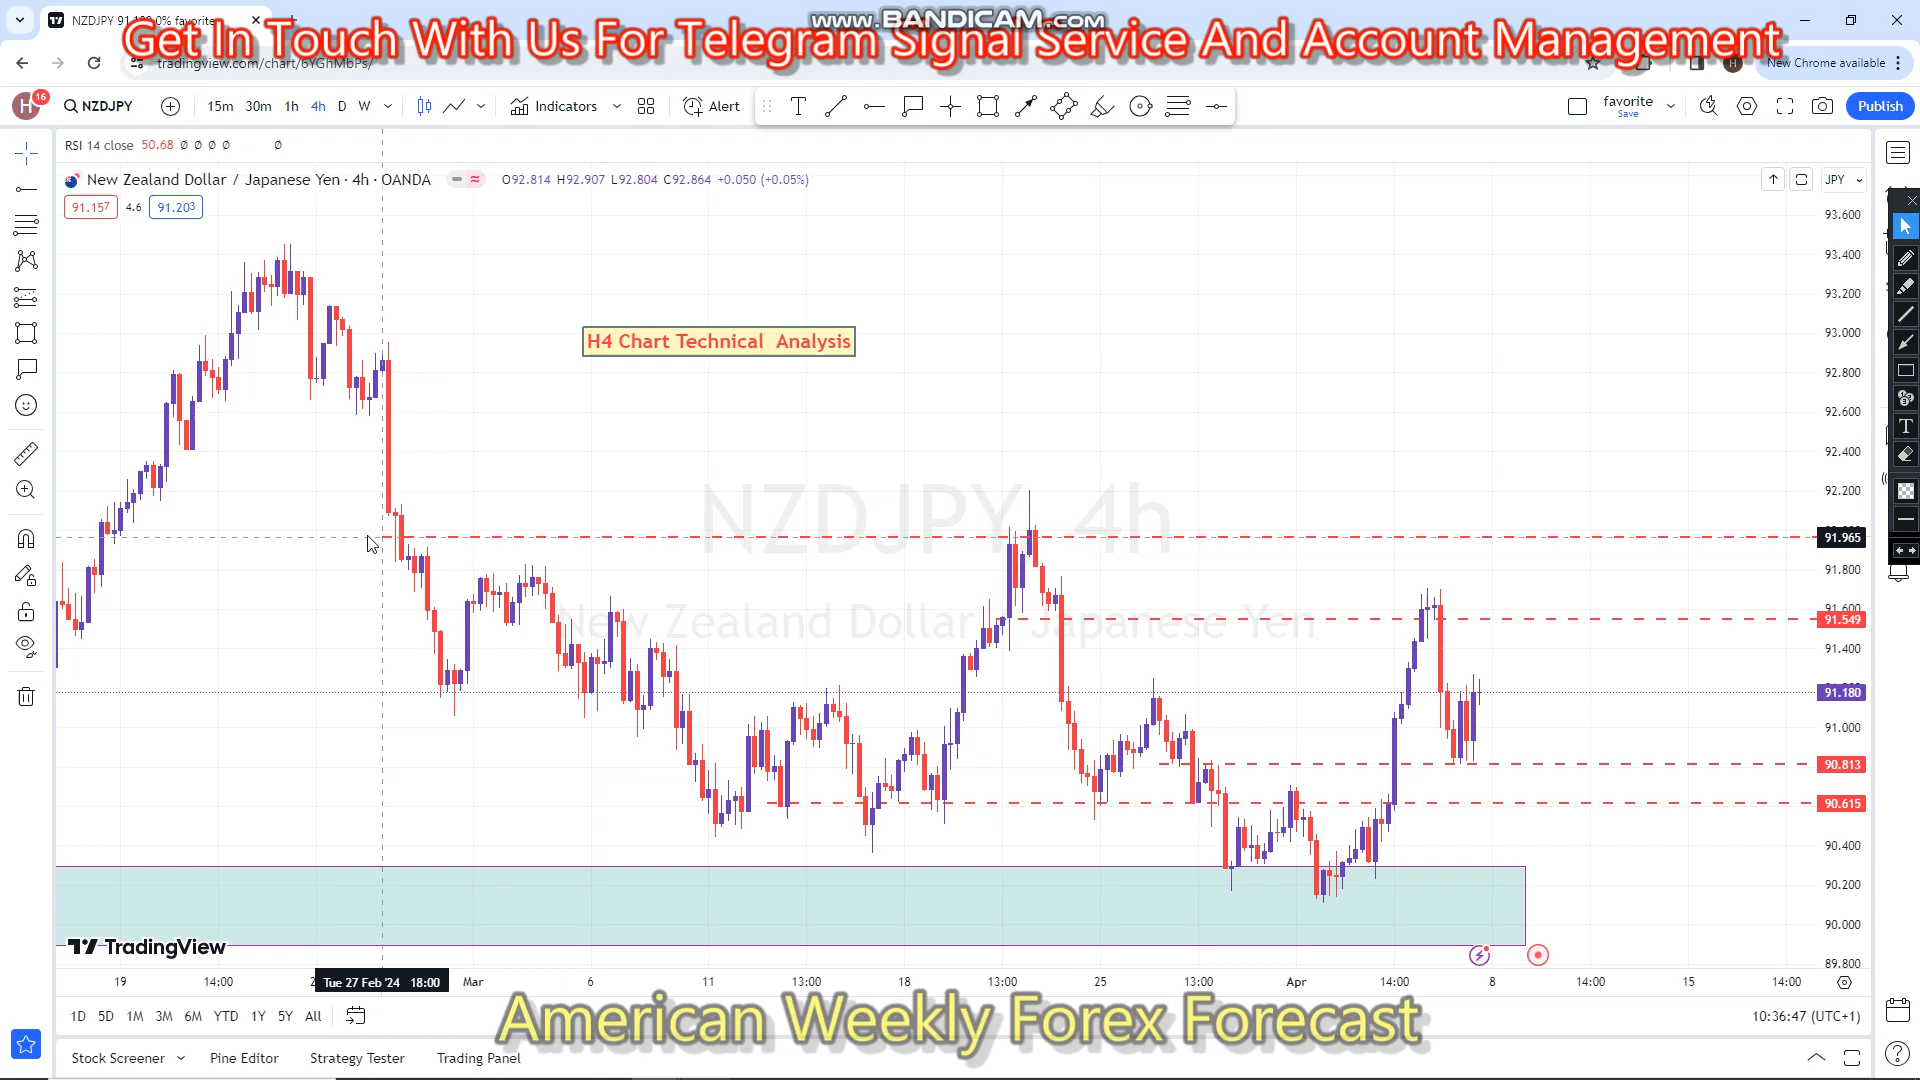 NZDJPY 91.180 0% favorite
www.BANDICAM.com
Get In Touch With Us For Telegram Signal Service And Account Management
tradingview.com/chart/6YGhMbPs/
New Chrome available
H 16 NZDJPY 15m 30m 1h 4h D W Indicators Alert favorite Save Publish
RSI 14 close 50.68 Ø Ø Ø Ø Ø
New Zealand Dollar / Japanese Yen · 4h · OANDA O92.814 H92.907 L92.804 C92.864 +0.050 (+0.05%) JPY
91.157 4.6 91.203
93.600
93.400
93.200
93.000
H4 Chart Technical Analysis
92.800
92.600
92.400
92.200
NZDJPY, 4h
91.965
91.800
91.600
New Zealand Dollar / Japanese Yen
91.549
91.400
91.180
91.000
90.813
90.615
90.400
90.200
90.000
TradingView
89.800
19 14:00 Tue 27 Feb '24 18:00 Mar 6 11 13:00 18 13:00 25 13:00 Apr 14:00 8 14:00 15 14:00
1D 5D 1M 3M 6M YTD 1Y 5Y All 10:36:47 (UTC+1)
American Weekly Forex Forecast
Stock Screener Pine Editor Strategy Tester Trading Panel